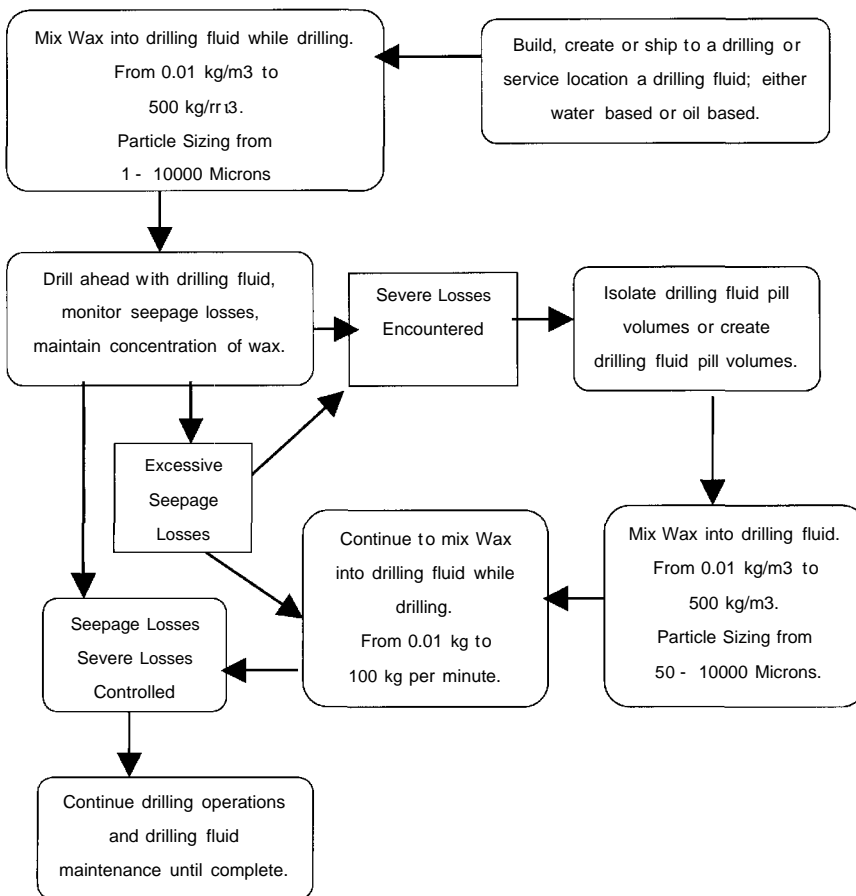 Mix Wax into drilling fluid while drilling.
From 0.01 kg/m3 to
500 kg/rr ι3.
Particle Sizing from
1 - 10000 Microns
Build, create or ship to a drilling or
service location a drilling fluid; either
water based or oil based.
Drill ahead with drilling fluid,
monitor seepage losses,
maintain concentration of wax.
Severe Losses
Encountered
Isolate drilling fluid pill
volumes or create
drilling fluid pill volumes.
Excessive
Seepage
Losses
Continue to mix Wax
into drilling fluid while
drilling.
From 0.01 kg to
100 kg per minute.
Mix Wax into drilling fluid.
From 0.01 kg/m3 to
500 kg/m3.
Particle Sizing from
50 - 10000 Microns.
Seepage Losses
Severe Losses
Controlled
Continue drilling operations
and drilling fluid
maintenance until complete.